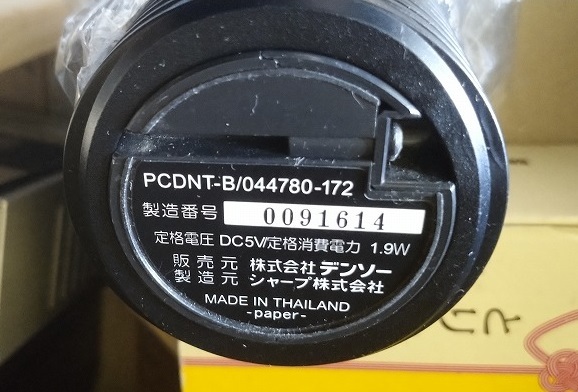 PCDNT-B/044780-172
製造番号 0091614
定格電圧 DC5V/定格消費電力 1.9W
販売元 株式会社 デンソー
製造元 シャープ株式会社
MADE IN THAILAND
-paper-
とら